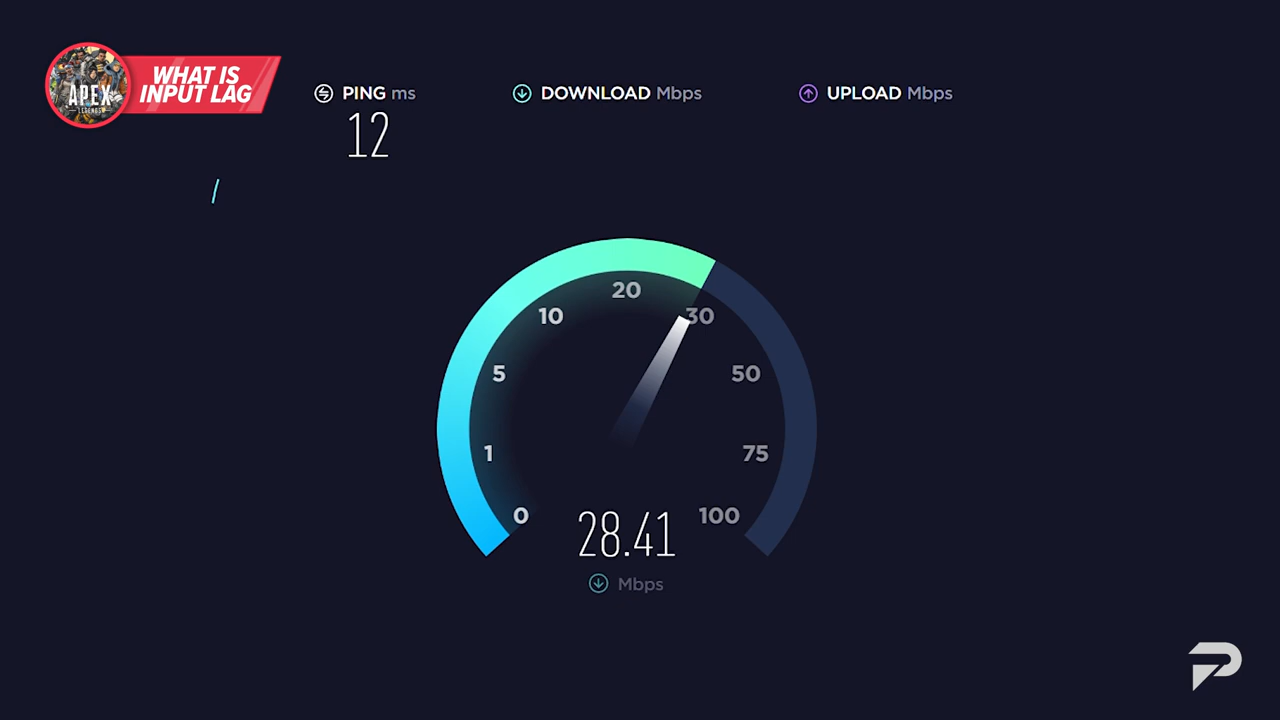 WHAT IS
INPUT LAG
APEX
LEGENDS
PING ms
DOWNLOAD Mbps
UPLOAD Mbps
12
20
10
30
5
50
1
75
0
100
28.41
Mbps